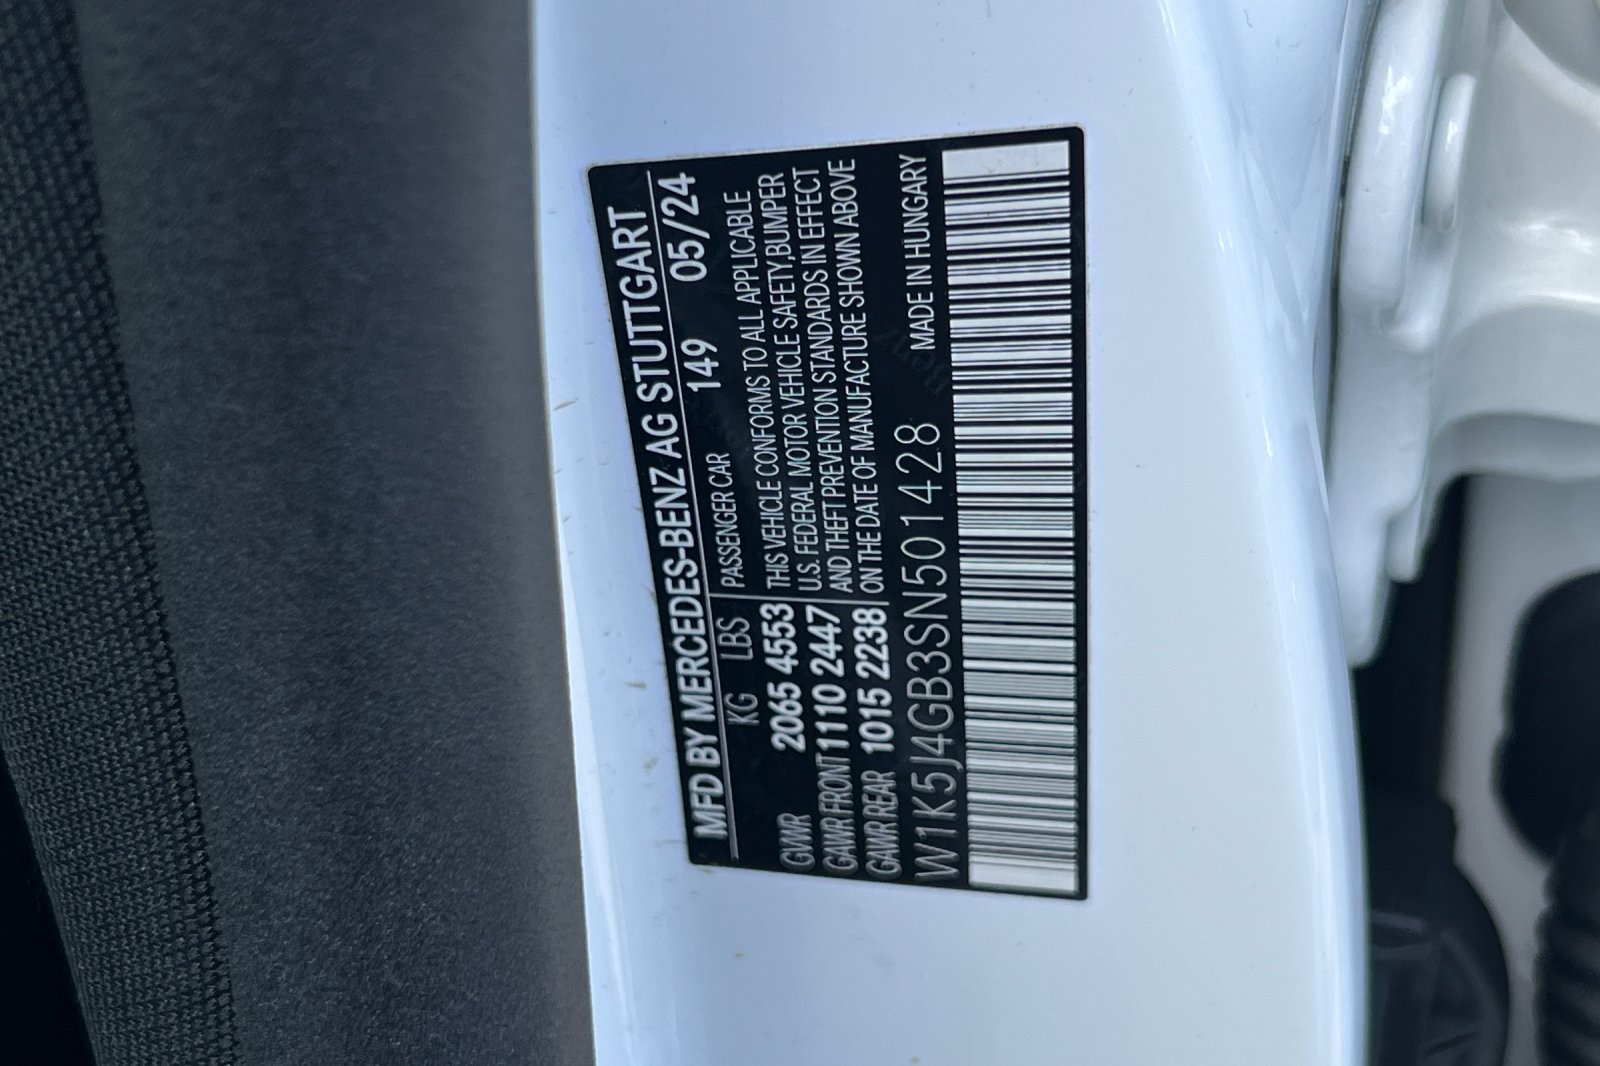 MFD BY MERCEDES-BENZ AG STUTTGART
149 05/24
KG LBS PASSENGER CAR
GVWR 2065 4553
GAWR FRONT 1110 2447
GAWR REAR 1015 2238
THIS VEHICLE CONFORMS TO ALL APPLICABLE
U.S. FEDERAL MOTOR VEHICLE SAFETY,BUMPER
AND THEFT PREVENTION STANDARDS IN EFFECT
ON THE DATE OF MANUFACTURE SHOWN ABOVE
W1K5J4GB3SN501428 MADE IN HUNGARY